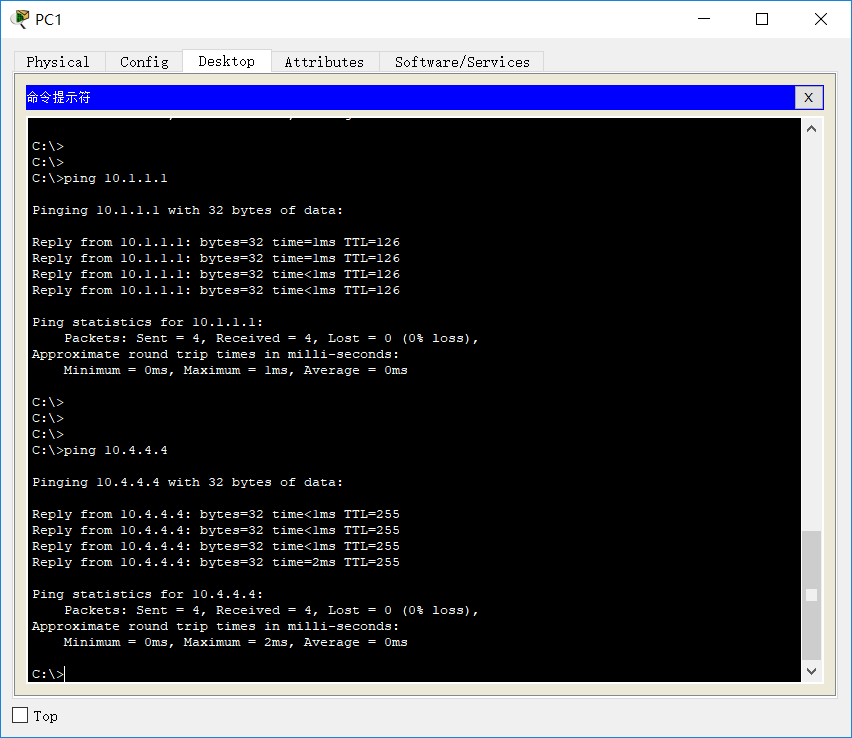 PC1
Physical Config Desktop Attributes Software/Services
命令提示符 X
C:\>
C:\>
C:\>ping 10.1.1.1
Pinging 10.1.1.1 with 32 bytes of data:
Reply from 10.1.1.1: bytes=32 time=1ms TTL=126
Reply from 10.1.1.1: bytes=32 time=1ms TTL=126
Reply from 10.1.1.1: bytes=32 time<1ms TTL=126
Reply from 10.1.1.1: bytes=32 time<1ms TTL=126
Ping statistics for 10.1.1.1:
Packets: Sent = 4, Received = 4, Lost = 0 (0% loss),
Approximate round trip times in milli-seconds:
Minimum = 0ms, Maximum = 1ms, Average = 0ms
C:\>
C:\>
C:\>
C:\>ping 10.4.4.4
Pinging 10.4.4.4 with 32 bytes of data:
Reply from 10.4.4.4: bytes=32 time<1ms TTL=255
Reply from 10.4.4.4: bytes=32 time<1ms TTL=255
Reply from 10.4.4.4: bytes=32 time<1ms TTL=255
Reply from 10.4.4.4: bytes=32 time=2ms TTL=255
Ping statistics for 10.4.4.4:
Packets: Sent = 4, Received = 4, Lost = 0 (0% loss),
Approximate round trip times in milli-seconds:
Minimum = 0ms, Maximum = 2ms, Average = 0ms
C:\>
Top